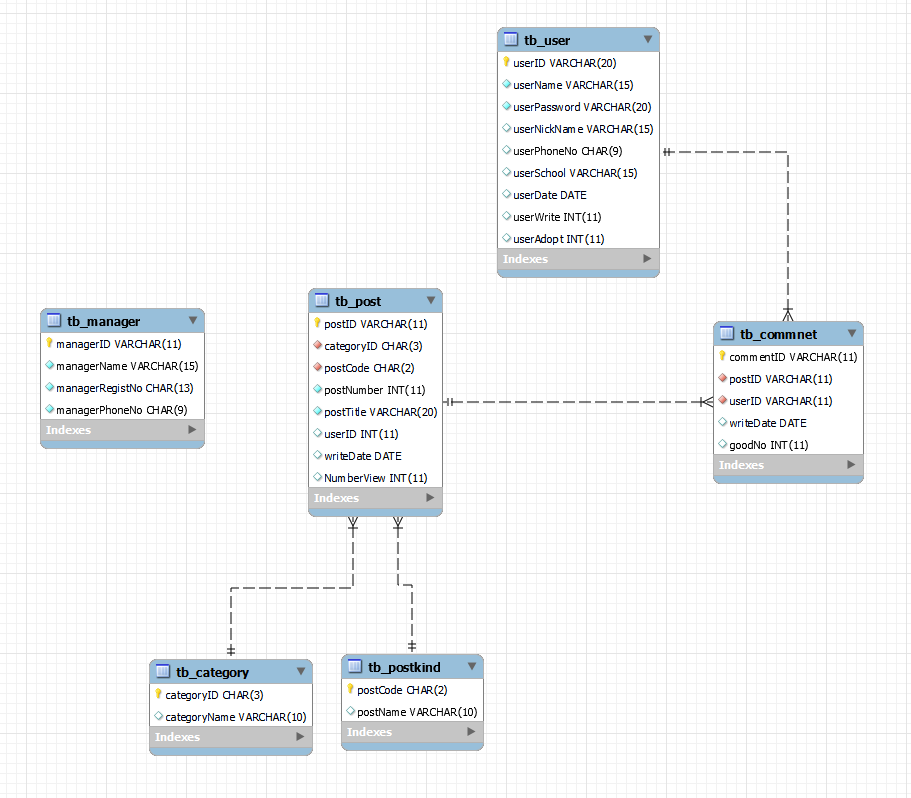 tb_user
userID VARCHAR(20)
userName VARCHAR(15)
userPassword VARCHAR(20)
userNickName VARCHAR(15)
userPhoneNo CHAR(9)
userSchool VARCHAR(15)
userDate DATE
userWrite INT(11)
userAdopt INT(11)
Indexes
tb_manager
managerID VARCHAR(11)
managerName VARCHAR(15)
managerRegistNo CHAR(13)
managerPhoneNo CHAR(9)
Indexes
tb_post
postID VARCHAR(11)
categoryID CHAR(3)
postCode CHAR(2)
postNumber INT(11)
postTitle VARCHAR(20)
userID INT(11)
writeDate DATE
NumberView INT(11)
Indexes
tb_commnet
commentID VARCHAR(11)
postID VARCHAR(11)
userID VARCHAR(11)
writeDate DATE
goodNo INT(11)
Indexes
tb_category
categoryID CHAR(3)
categoryName VARCHAR(10)
Indexes
tb_postkind
postCode CHAR(2)
postName VARCHAR(10)
Indexes